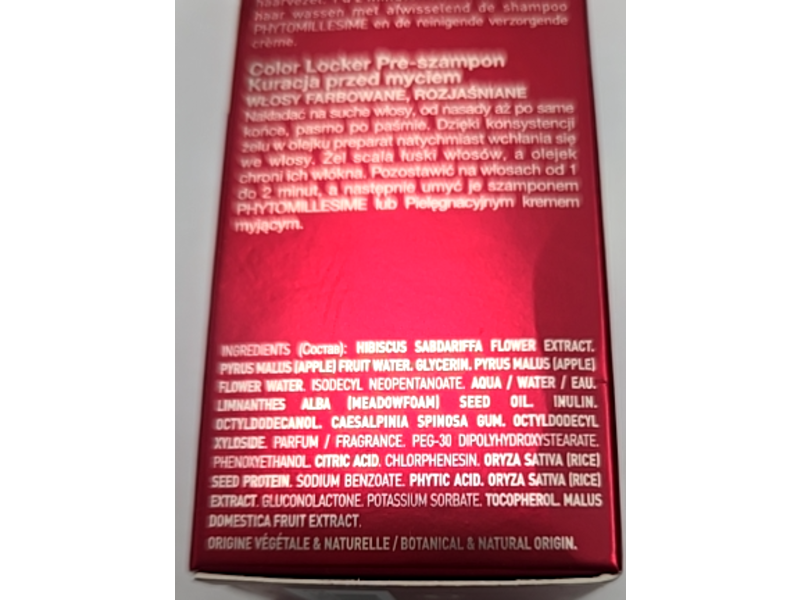 haar wassen met afwisselend de shampoo
PHYTOMILLESIME en de reinigende verzorgende
crème.
Color Locker Pre-szampon
Kuracja przed myciem
WŁOSY FARBOWANE, ROZJAŚNIANE
Nakładać na suche włosy, od nasady aż po same
końce, pasmo po paśmie. Dzięki konsystencji
żelu w olejku preparat natychmiast wchłania się
we włosy. Żel scala łuski włosów, a olejek
chroni ich włókna. Pozostawić na włosach od 1
do 2 minut, a następnie umyć je szamponem
PHYTOMILLESIME lub Pielęgnacyjnym kremem
myjącym.
INGREDIENTS (Состав): HIBISCUS SABDARIFFA FLOWER EXTRACT.
PYRUS MALUS (APPLE) FRUIT WATER. GLYCERIN. PYRUS MALUS (APPLE)
FLOWER WATER. ISODECYL NEOPENTANOATE. AQUA / WATER / EAU.
LIMNANTHES ALBA (MEADOWFOAM) SEED OIL. INULIN.
OCTYLDODECANOL. CAESALPINIA SPINOSA GUM. OCTYLDODECYL
XYLOSIDE. PARFUM / FRAGRANCE. PEG-30 DIPOLYHYDROXYSTEARATE.
PHENOXYETHANOL. CITRIC ACID. CHLORPHENESIN. ORYZA SATIVA (RICE)
SEED PROTEIN. SODIUM BENZOATE. PHYTIC ACID. ORYZA SATIVA (RICE)
EXTRACT. GLUCONOLACTONE. POTASSIUM SORBATE. TOCOPHEROL. MALUS
DOMESTICA FRUIT EXTRACT.
ORIGINE VÉGÉTALE & NATURELLE / BOTANICAL & NATURAL ORIGIN.